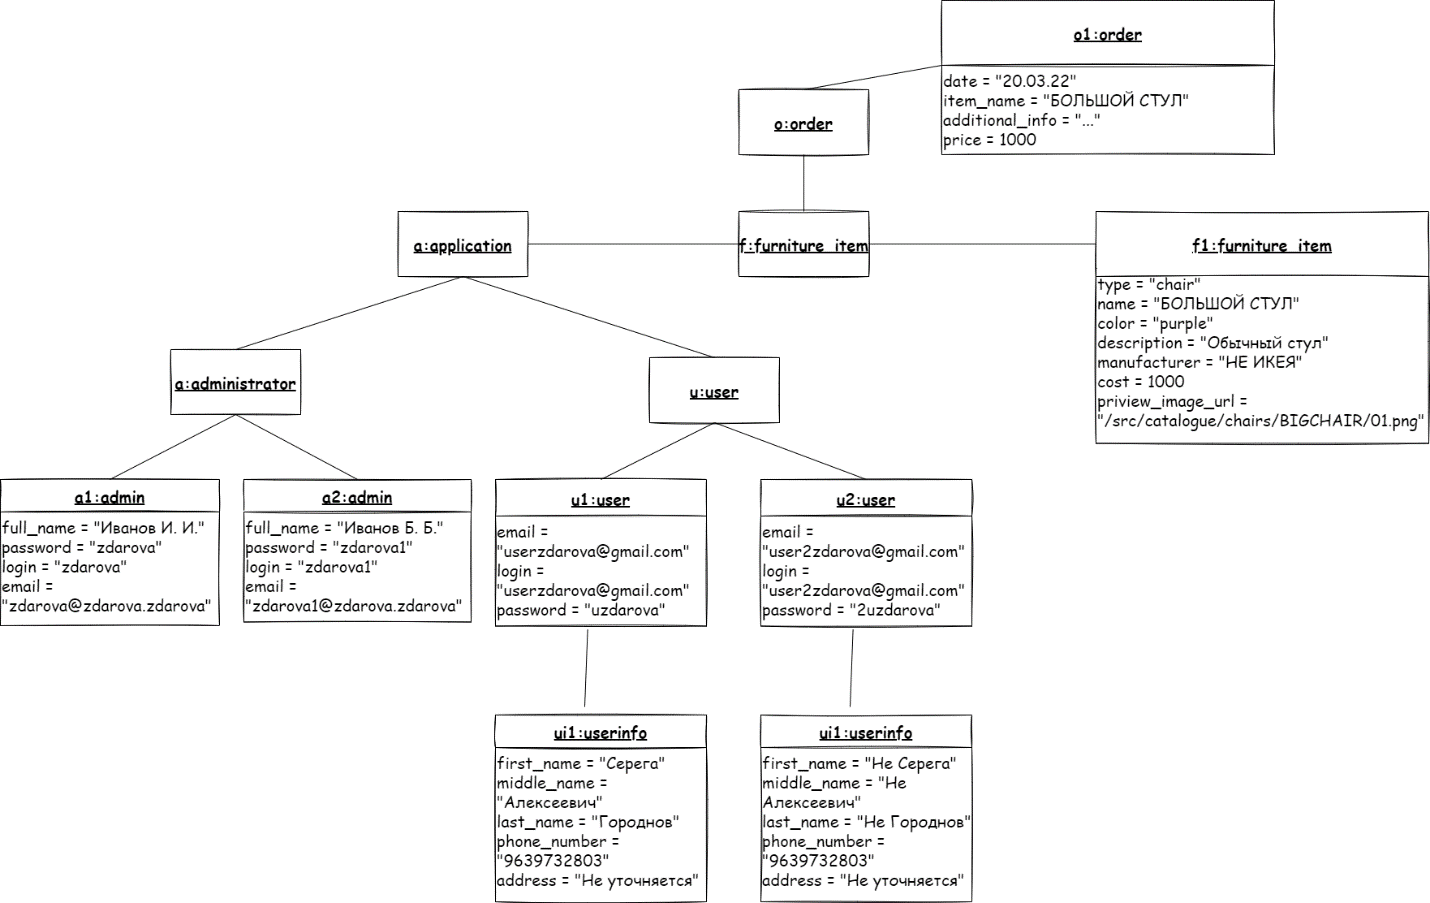 o1:order
date = "20.03.22"
item_name = "БОЛЬШОЙ СТУЛ"
additional_info = "..."
price = 1000
o:order
a:application
f:furniture_item
f1:furniture_item
type = "chair"
name = "БОЛЬШОЙ СТУЛ"
color = "purple"
description = "Обычный стул"
manufacturer = "НЕ ИКЕЯ"
cost = 1000
priview_image_url =
"/src/catalogue/chairs/BIGCHAIR/01.png"
a:administrator
u:user
a1:admin
full_name = "Иванов И. И."
password = "zdarova"
login = "zdarova"
email =
"zdarova@zdarova.zdarova"
a2:admin
full_name = "Иванов Б. Б."
password = "zdarova1"
login = "zdarova1"
email =
"zdarova1@zdarova.zdarova"
u1:user
email =
"userzdarova@gmail.com"
login =
"userzdarova@gmail.com"
password = "uzdarova"
u2:user
email =
"user2zdarova@gmail.com"
login =
"user2zdarova@gmail.com"
password = "2uzdarova"
ui1:userinfo
first_name = "Серега"
middle_name =
"Алексеевич"
last_name = "Городнов"
phone_number =
"9639732803"
address = "Не уточняется"
ui1:userinfo
first_name = "Не Серега"
middle_name = "Не
Алексеевич"
last_name = "Не Городнов"
phone_number =
"9639732803"
address = "Не уточняется"